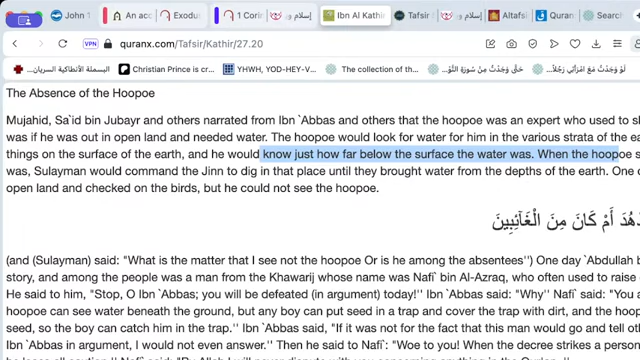 John 1
An acc
Exodus
1 Corin
إسلام و
Ibn Al Kathir
Tafsir
إسلام و
Altafsi
Quran
Search
VPN
quranx.com/Tafsir/Kathir/27.20
البسملة الأنطاكية السريان...
Christian Prince is cr...
YHWH, YOD-HEY-V...
The collection of the...
حَتَّى وَجَدْتُ مِنْ سُورَةِ التَّوْ...
لَوْ وَجَدْتُ مَعَ امْرَأَتِي رَجُلاً...
The Absence of the Hoopoe
Mujahid, Sa`id bin Jubayr and others narrated from Ibn `Abbas and others that the hoopoe was an expert who used to
was if he was out in open land and needed water. The hoopoe would look for water for him in the various strata of the
things on the surface of the earth, and he would know just how far below the surface the water was. When the hoopoe
was, Sulayman would command the Jinn to dig in that place until they brought water from the depths of the earth. One
open land and checked on the birds, but he could not see the hoopoe.
أَمْ كَانَ مِنَ الْغَآئِبِينَ
(and (Sulayman) said: "What is the matter that I see not the hoopoe Or is he among the absentees'') One day `Abdullah
story, and among the people was a man from the Khawarij whose name was Nafi` bin Al-Azraq, who often used to raise
He said to him, "Stop, O Ibn `Abbas; you will be defeated (in argument) today!'' Ibn `Abbas said: "Why'' Nafi` said: "You
hoopoe can see water beneath the ground, but any boy can put seed in a trap and cover the trap with dirt, and the
seed, so the boy can catch him in the trap.'' Ibn `Abbas said, "If it was not for the fact that this man would go and tell
Ibn `Abbas in argument, I would not even answer.'' Then he said to Nafi`: "Woe to you! When the decree strikes a